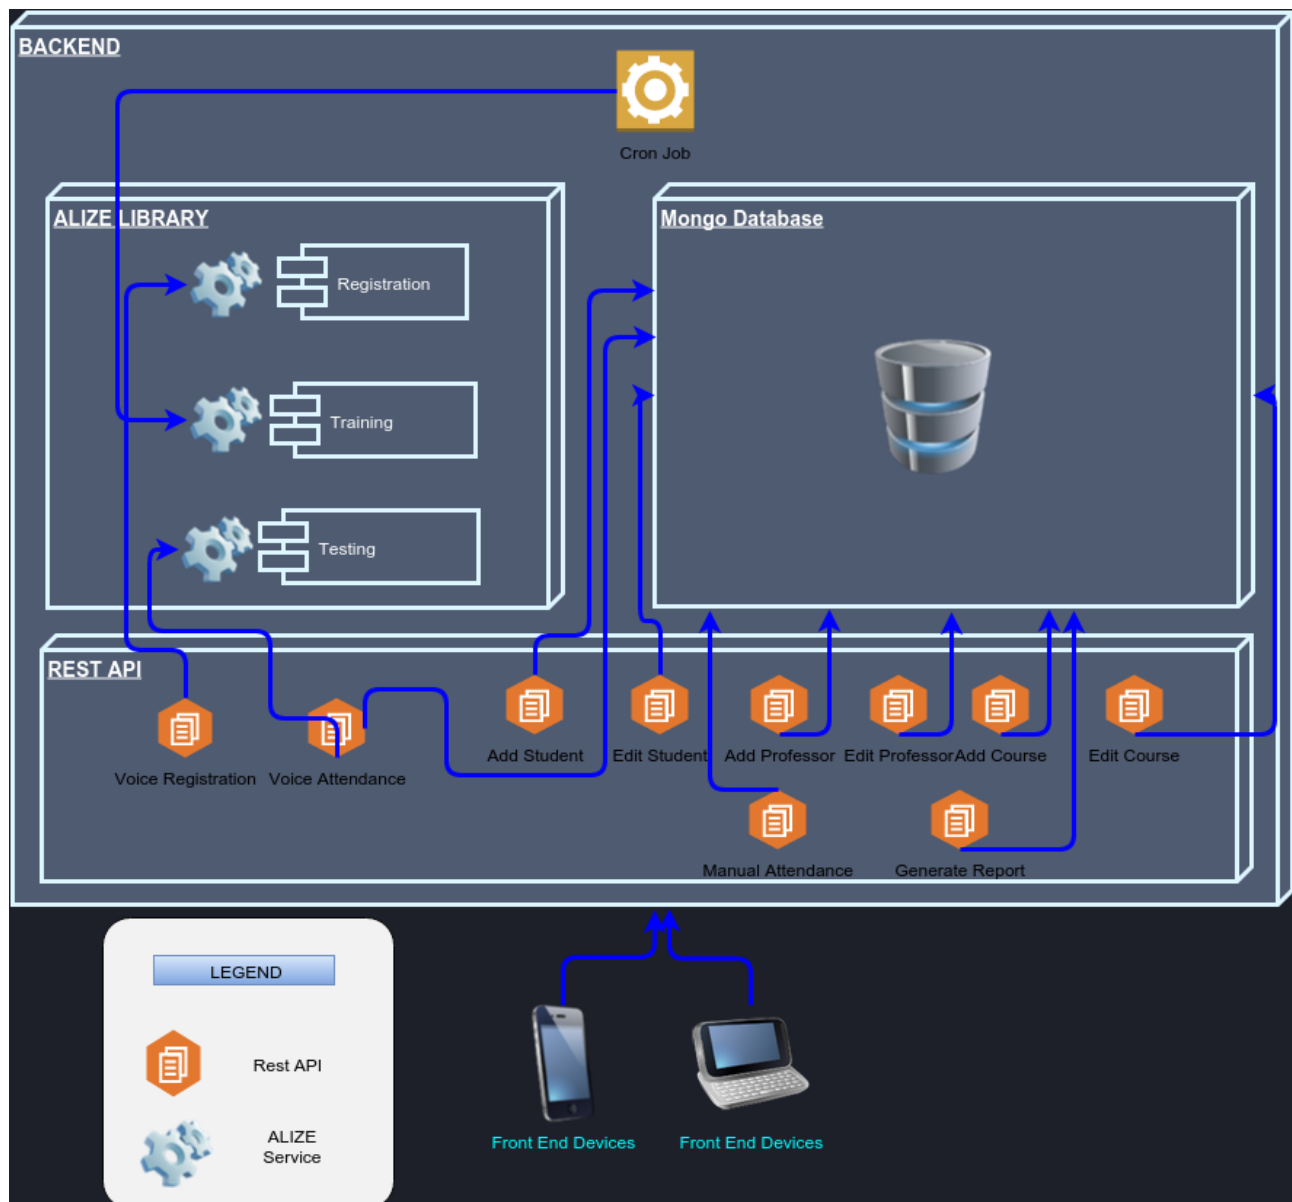 BACKEND
Cron Job
ALIZE LIBRARY
Mongo Database
Registration
Training
Testing
REST API
Voice Registration
Voice Attendance
Add Student
Edit Student
Add Professor
Edit Professor
Add Course
Edit Course
Manual Attendance
Generate Report
LEGEND
Rest API
ALIZE
Service
Front End Devices
Front End Devices